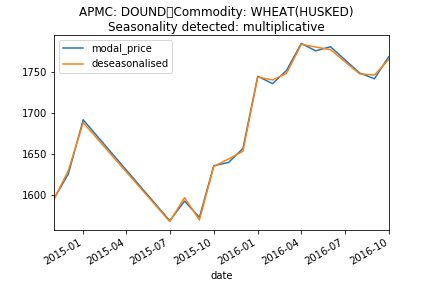 APMC: DOUND▯Commodity: WHEAT(HUSKED)
Seasonality detected: multiplicative
modal_price
deseasonalised
1750
1700
1650
1600
2015-01
2015-04
2015-07
2015-10
2016-01
2016-04
2016-07
2016-10
date